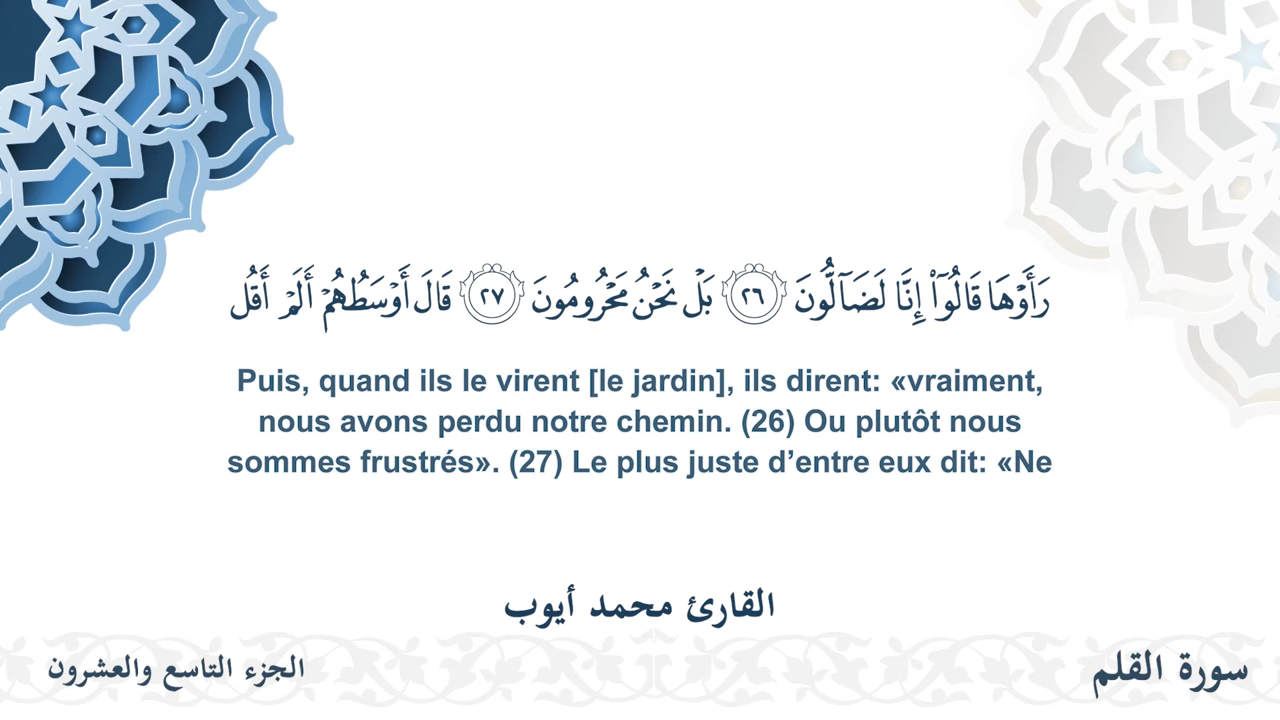 رَأَوْهَا قَالُوٓا۟ إِنَّا لَضَآلُّونَ ٢٦ بَلْ نَحْنُ مَحْرُومُونَ ٢٧ قَالَ أَوْسَطُهُمْ أَلَمْ أَقُل
Puis, quand ils le virent [le jardin], ils dirent: «vraiment,
nous avons perdu notre chemin. (26) Ou plutôt nous
sommes frustrés». (27) Le plus juste d’entre eux dit: «Ne
القارئ محمد أيوب
سورة القلم
الجزء التاسع والعشرون